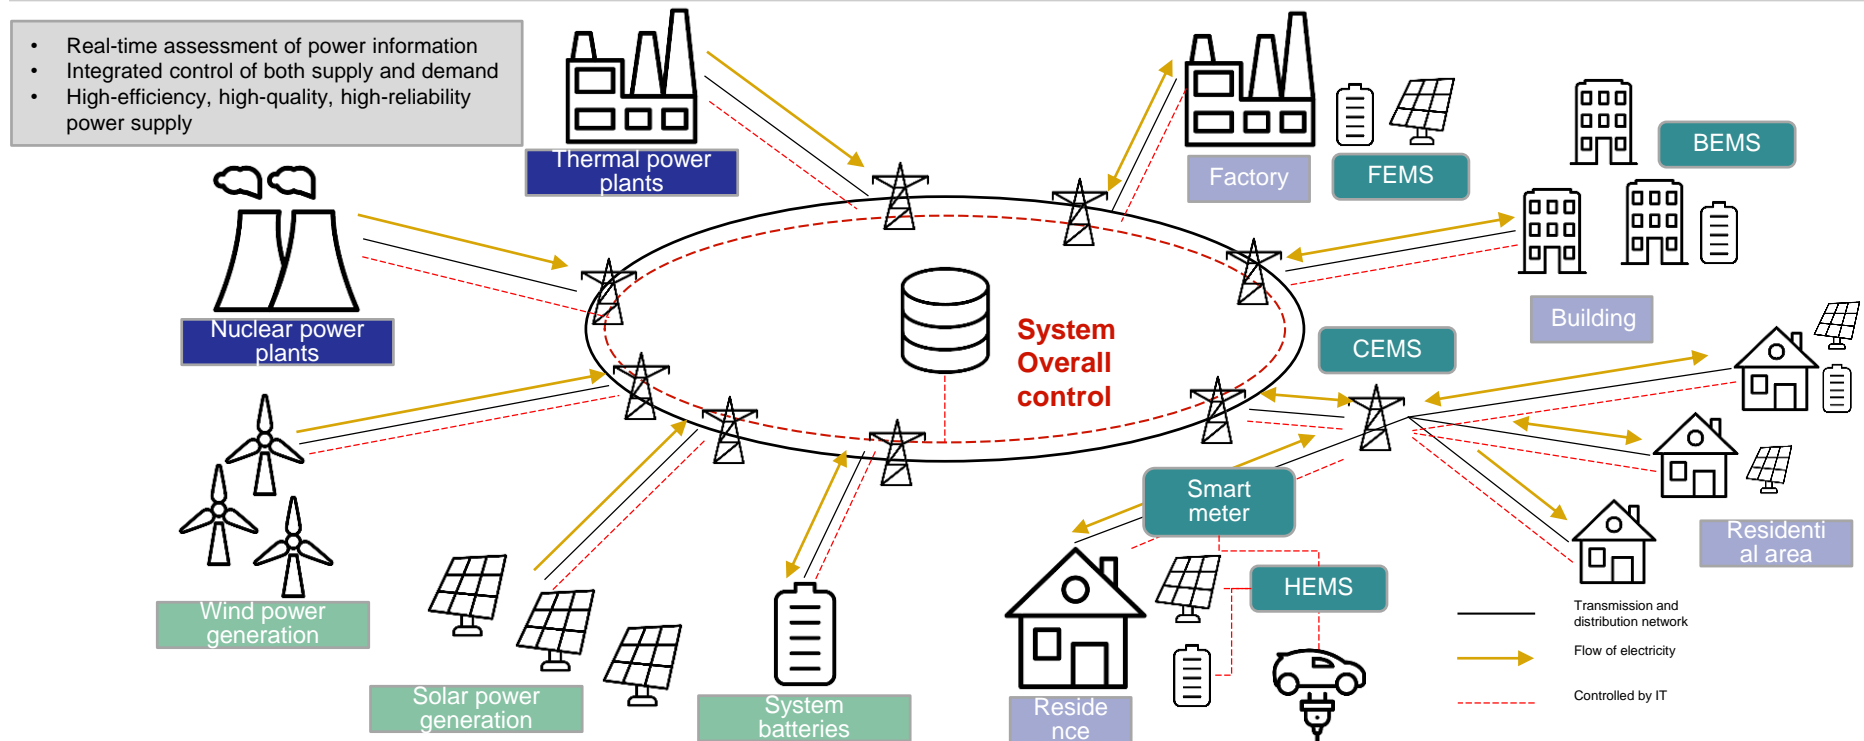 • Real-time assessment of power information
• Integrated control of both supply and demand
• High-efficiency, high-quality, high-reliability
power supply
Thermal power
plants
Factory
FEMS
BEMS
Nuclear power
plants
Building
System
Overall
control
CEMS
Smart
meter
Residenti
al area
HEMS
Wind power
generation
Solar power
generation
System
batteries
Reside
nce
Transmission and
distribution network
Flow of electricity
Controlled by IT